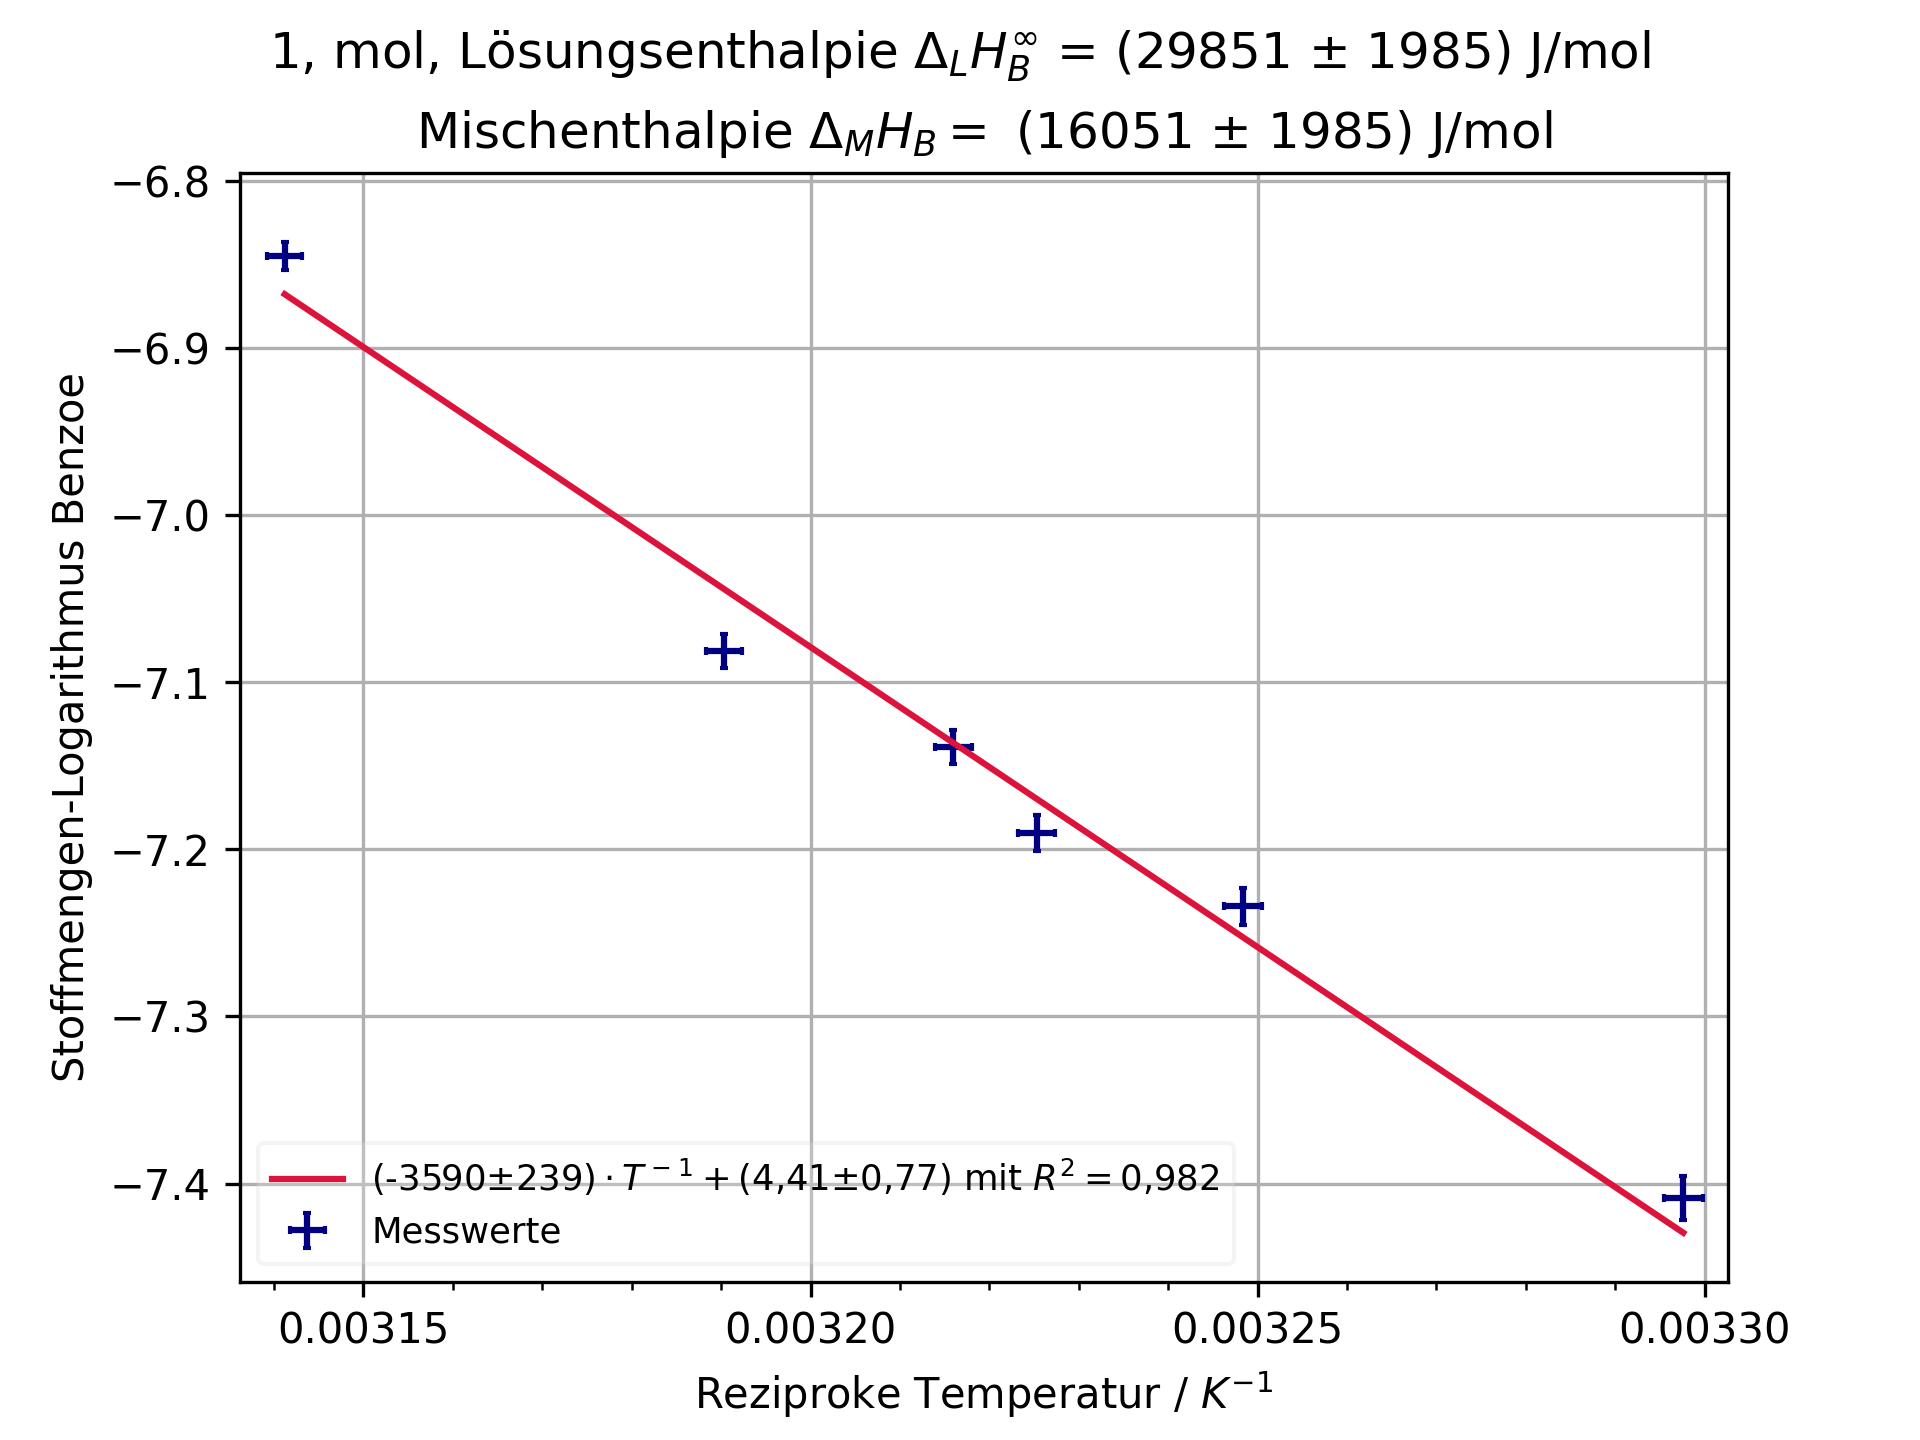 1, mol, Lösungsenthalpie Δ_L H_B^∞ = (29851 ± 1985) J/mol
Mischenthalpie Δ_M H_B = (16051 ± 1985) J/mol
−6.8
−6.9
−7.0
−7.1
−7.2
−7.3
−7.4
Stoffmengen-Logarithmus Benzoe
(-3590±239) · T⁻¹ + (4,41±0,77) mit R² = 0,982
Messwerte
0.00315 0.00320 0.00325 0.00330
Reziproke Temperatur / K⁻¹